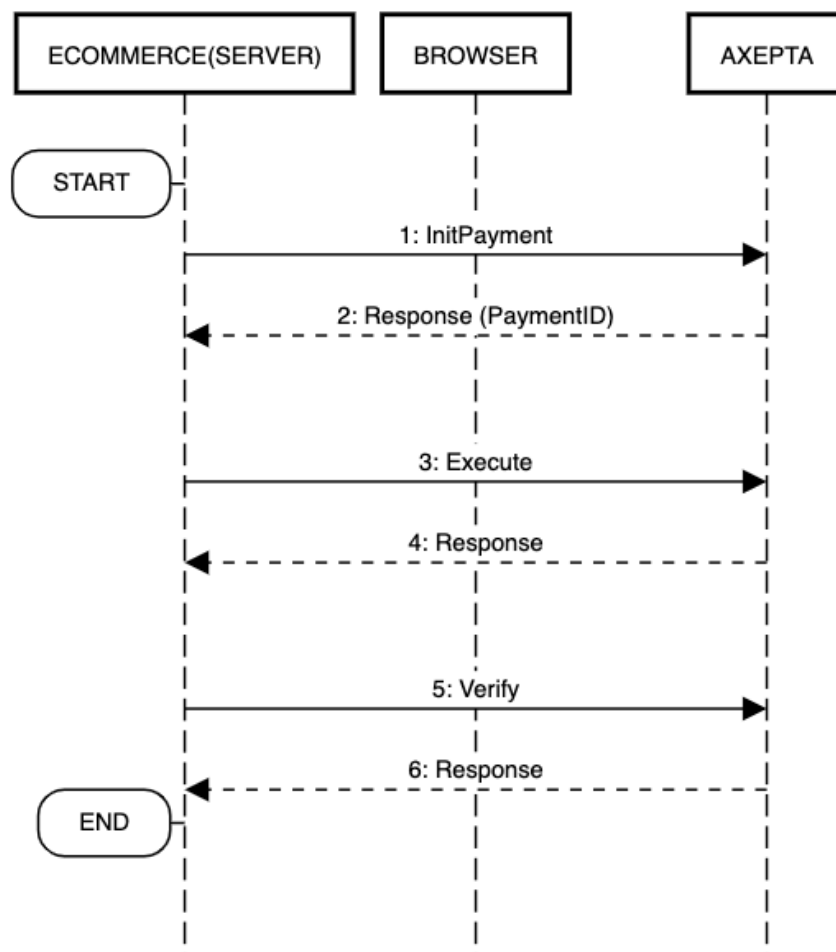 ECOMMERCE(SERVER)
BROWSER
AXEPTA
START
1: InitPayment
2: Response (PaymentID)
3: Execute
4: Response
5: Verify
6: Response
END